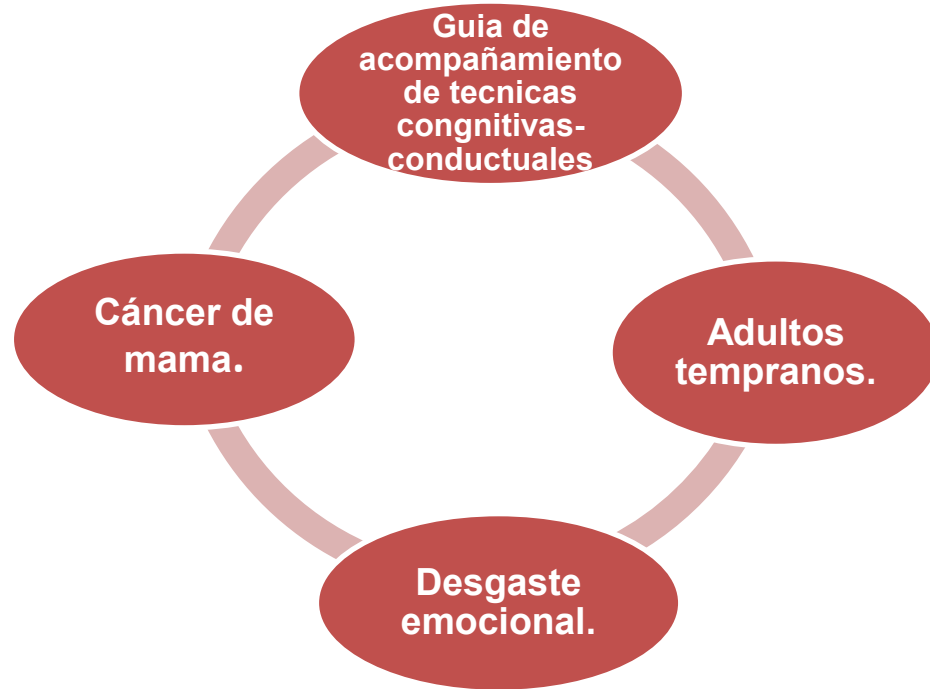 Guia de
acompañamiento
de tecnicas
congnitivas-
conductuales
Cáncer de
mama.
Adultos
tempranos.
Desgaste
emocional.